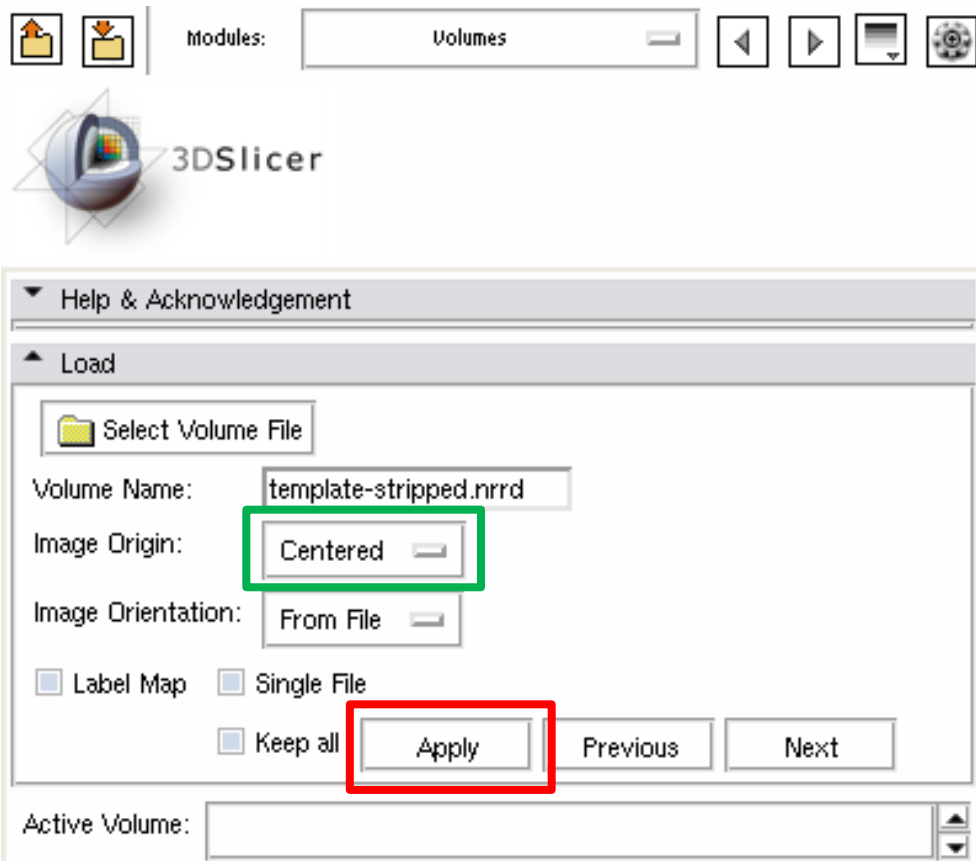 Modules: Volumes
3DSlicer
Help & Acknowledgement
Load
Select Volume File
Volume Name: template-stripped.nrrd
Image Origin: Centered
Image Orientation: From File
Label Map Single File
Keep all Apply Previous Next
Active Volume: